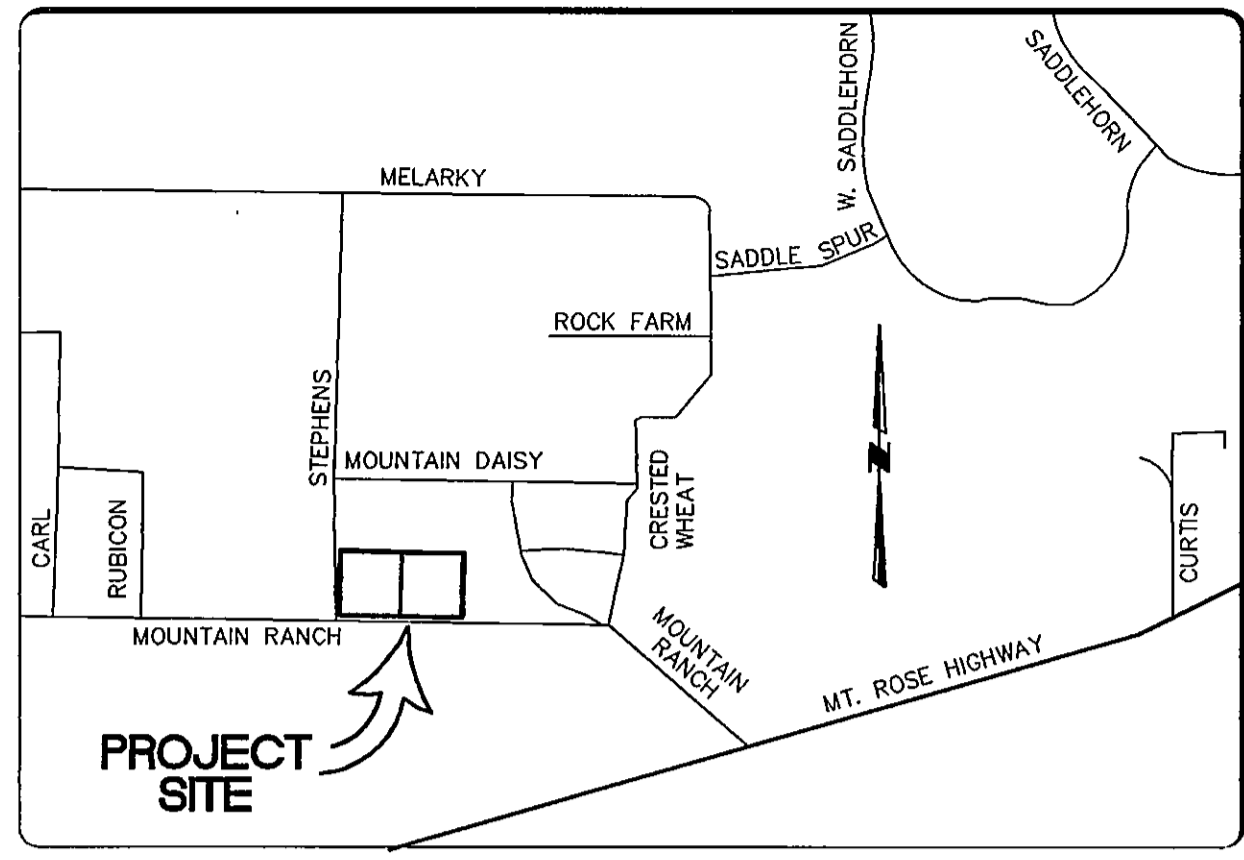 W. SADDLEHORN
SADDLEHORN
MELARKY
SADDLE SPUR
ROCK FARM
STEPHENS
MOUNTAIN DAISY
CRESTED
WHEAT
N
CARL
RUBICON
CURTIS
MOUNTAIN RANCH
MOUNTAIN
RANCH
MT. ROSE HIGHWAY
PROJECT
SITE